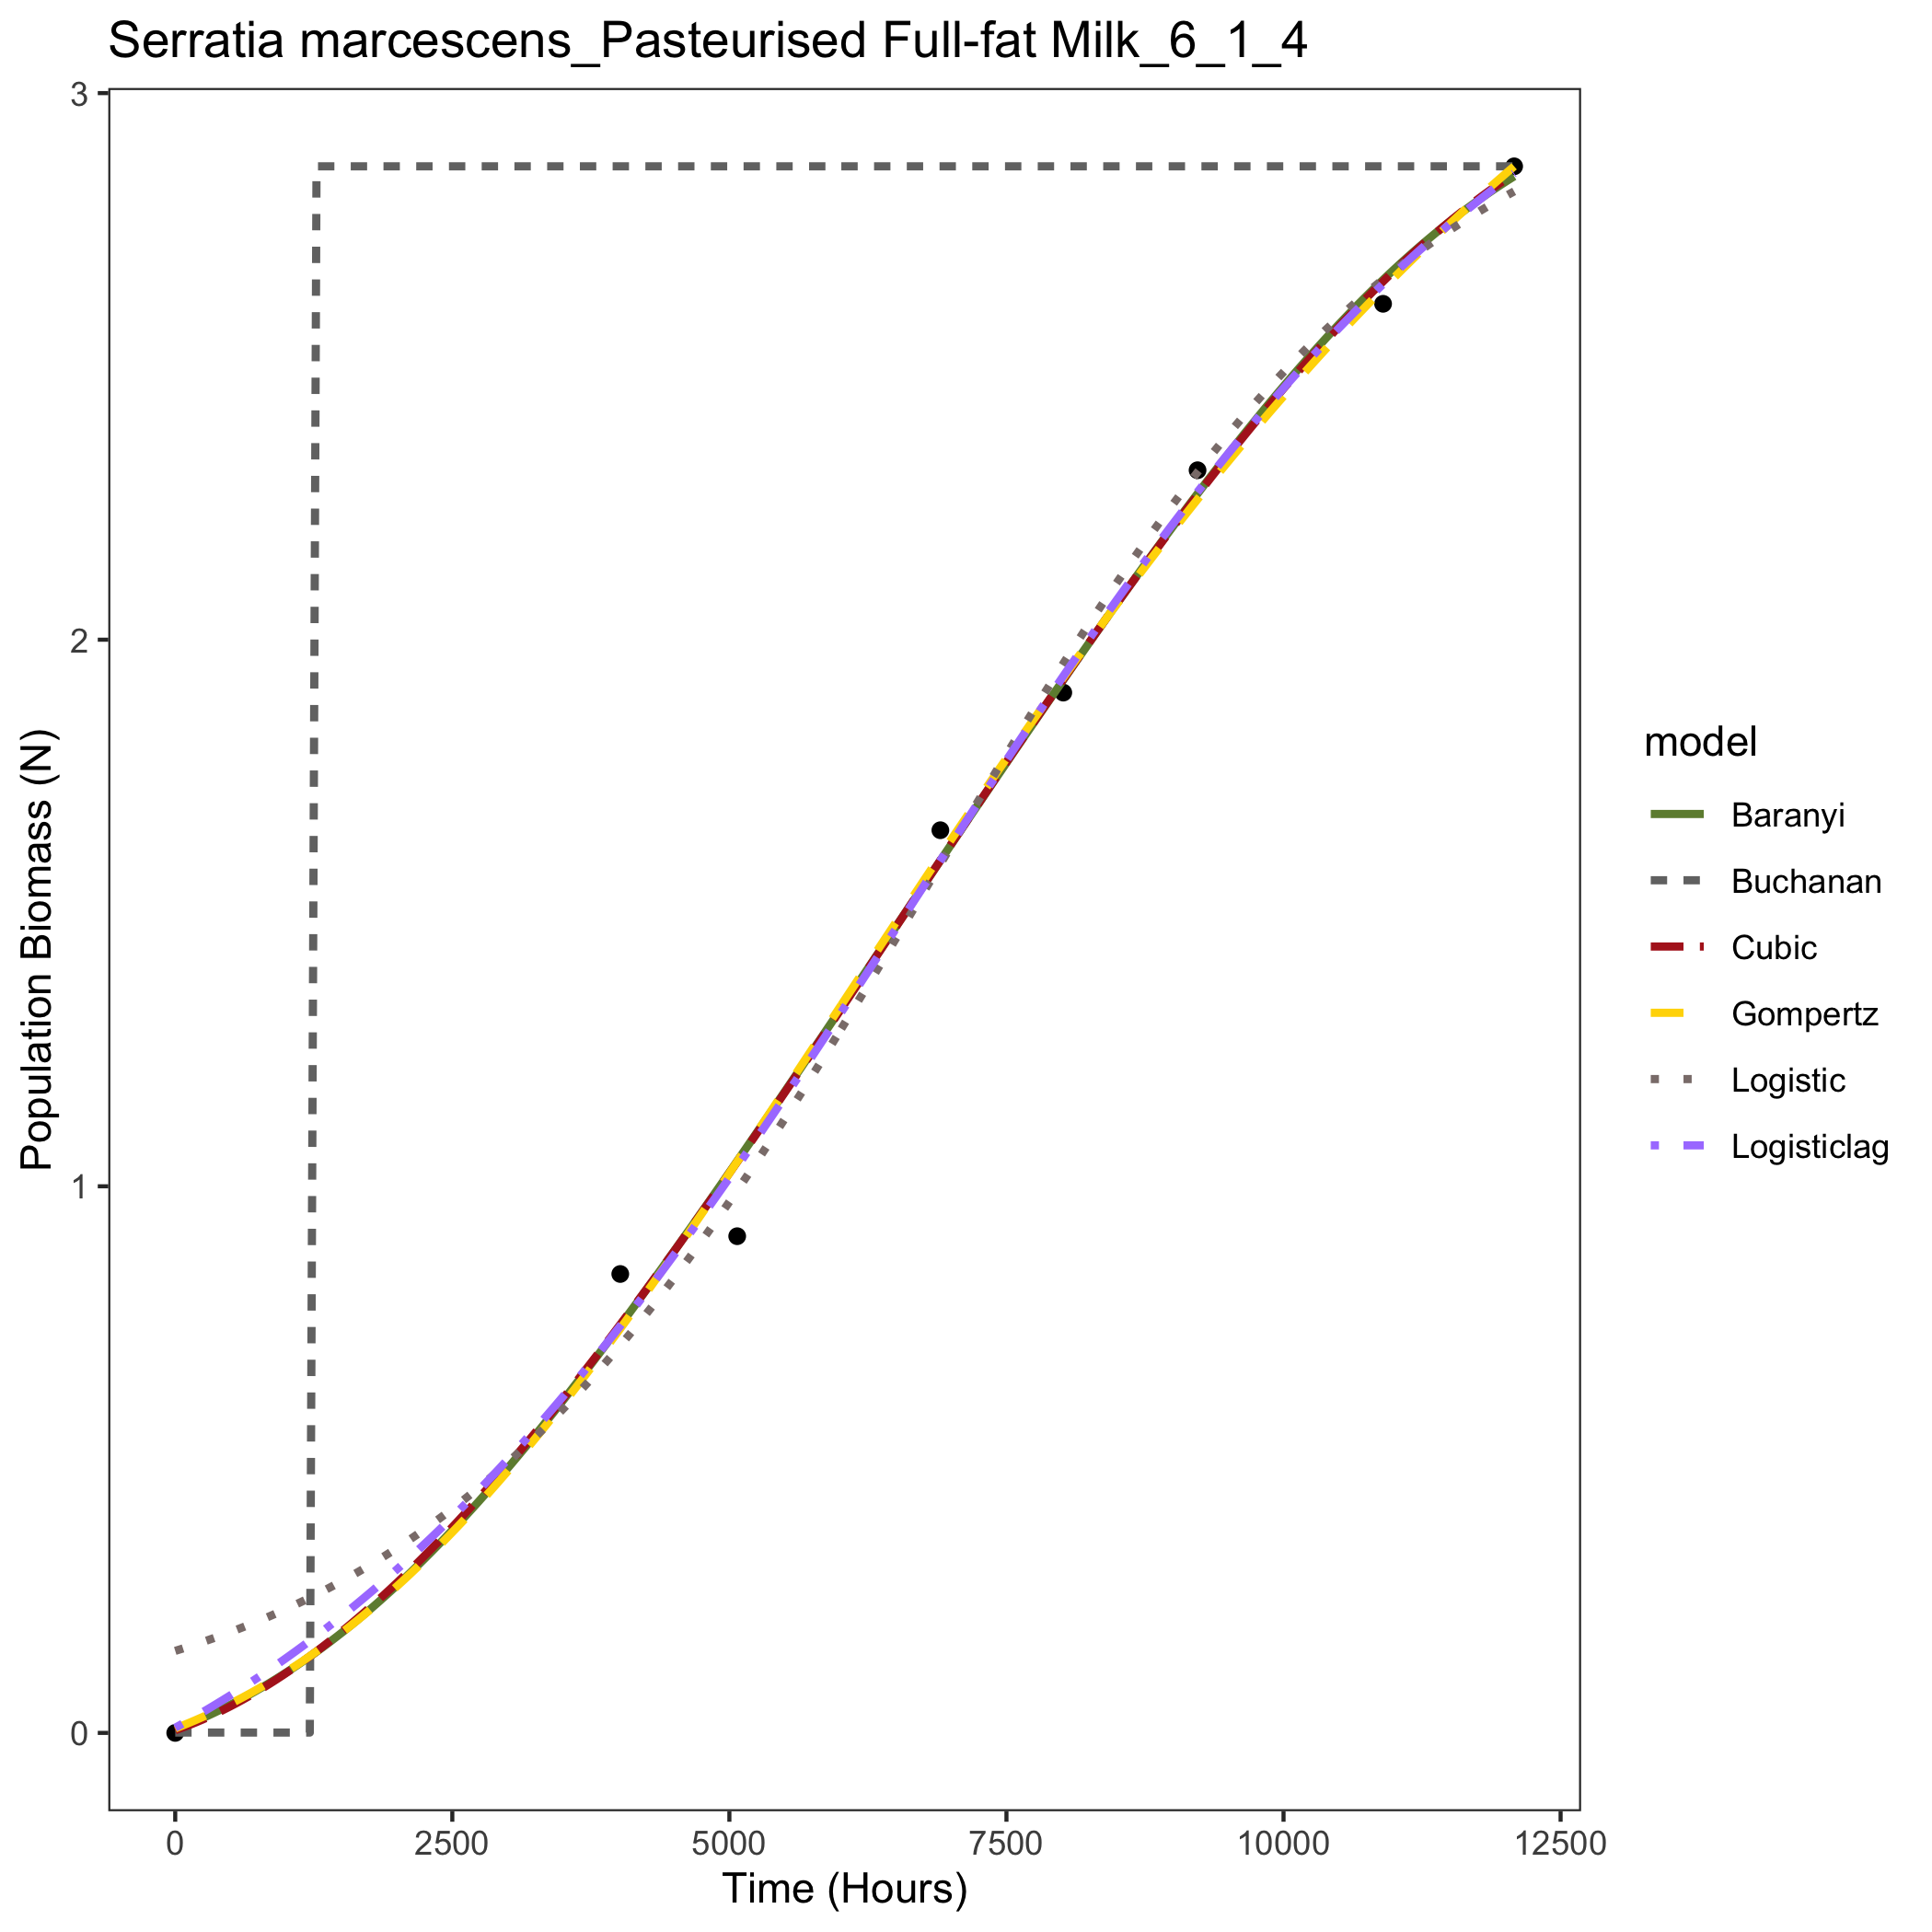 Serratia marcescens_Pasteurised Full-fat Milk_6_1_4
3
2
1
0
Population Biomass (N)
0 2500 5000 7500 10000 12500
Time (Hours)
model
Baranyi
Buchanan
Cubic
Gompertz
Logistic
Logisticlag